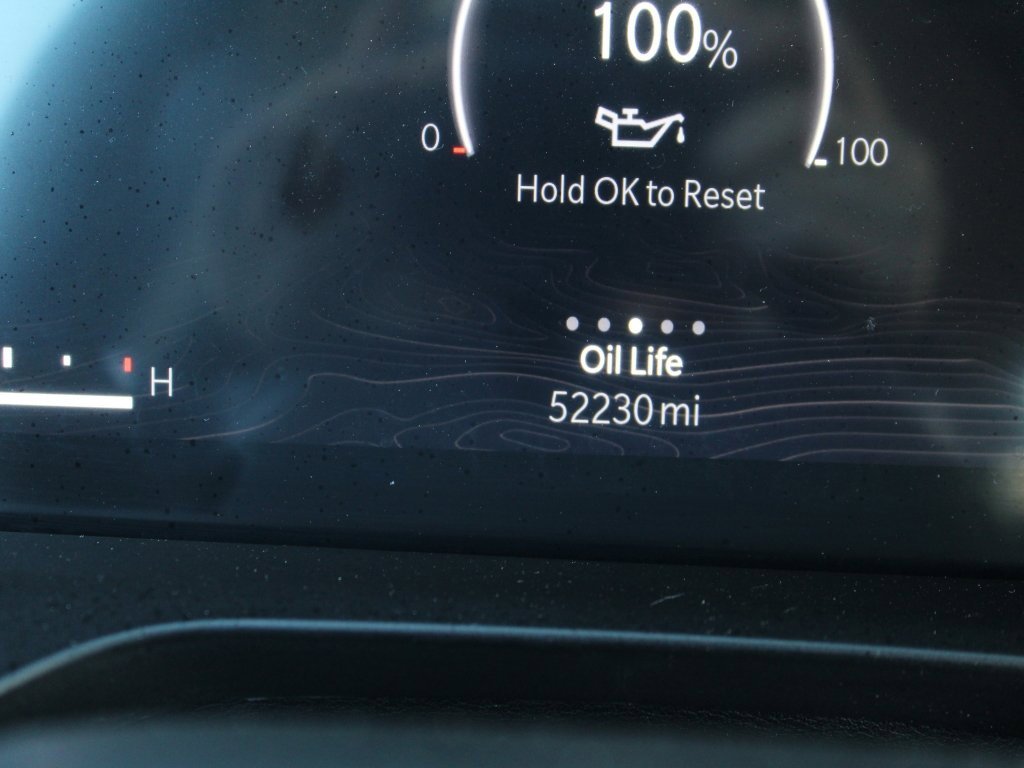 100%
0
100
Hold OK to Reset
Oil Life
H
52230 mi